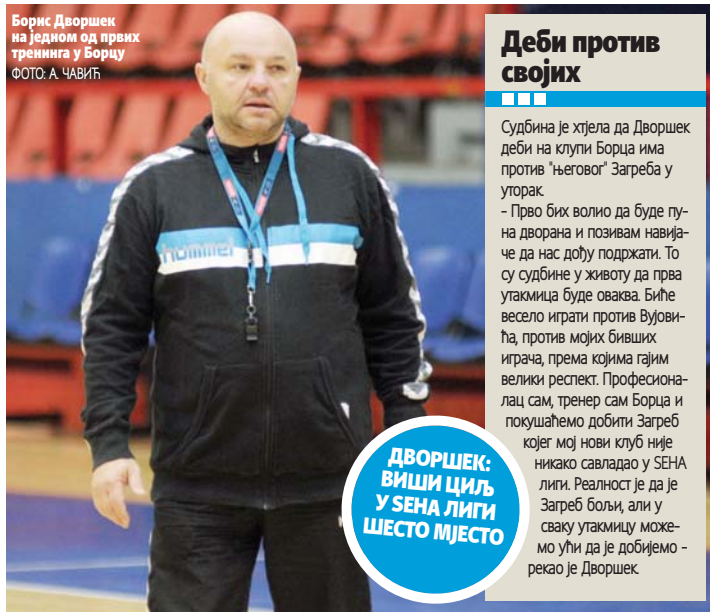 Борис Дворшек
на једном од првих
тренинга у Борцу
ФОТО: А. ЧАВИЋ
hummel
ДВОРШЕК:
ВИШИ ЦИЉ
У SEHA ЛИГИ
ШЕСТО МЈЕСТО
Деби против
својих
Судбина је хтјела да Дворшек
деби на клупи Борца има
против "његовог" Загреба у
уторак.
– Прво бих волио да буде пу-
на дворана и позивам навија-
че да нас дођу подржати. То
су судбине у животу да прва
утакмица буде оваква. Биће
весело играти против Вујови-
ћа, против мојих бивших
играча, према којима гајим
велики респект. Професиона-
лац сам, тренер сам Борца и
покушаћемо добити Загреб
којег мој нови клуб није
никако савладао у SEHA
лиги. Реалност је да је
Загреб бољи, али у
сваку утакмицу може-
мо ући да је добијемо –
рекао је Дворшек.